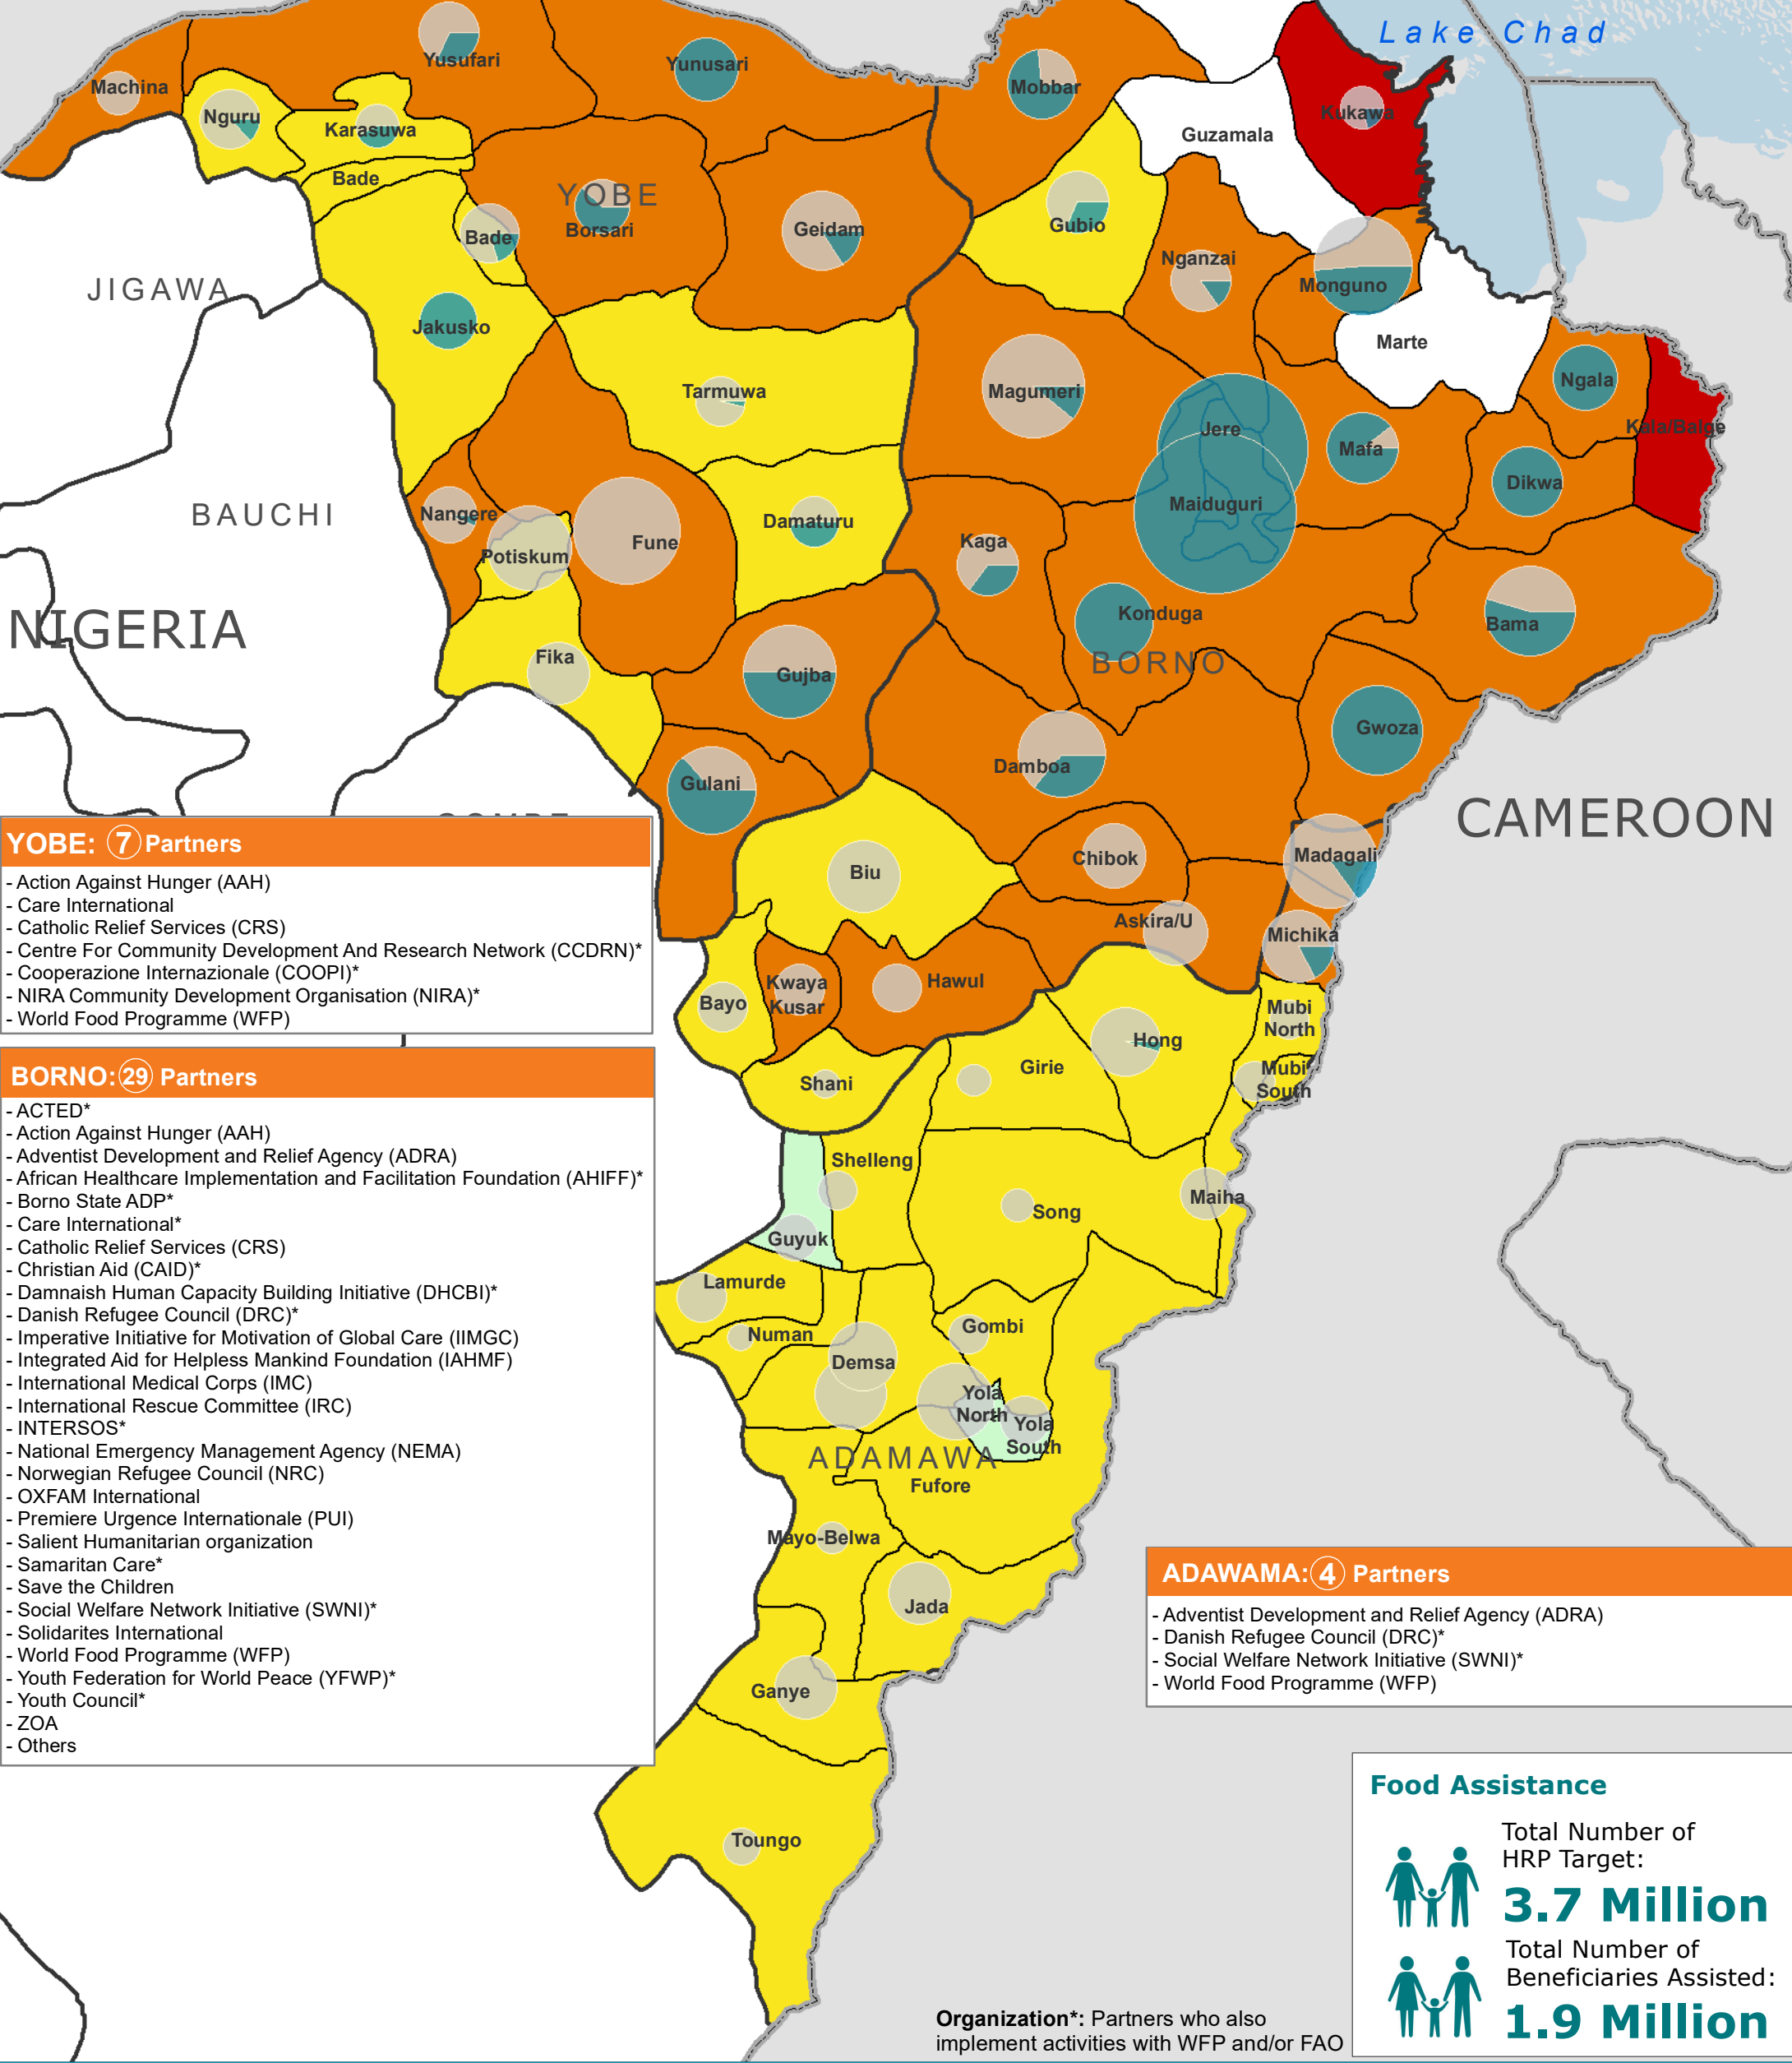 Lake Chad
Yusufari
Yunusari
Machina
Mobbar
Nguru
Karasuwa
Kukawa
Guzamala
Bade
YOBE
Borsari
Bade
Geidam
Gubio
Nganzai
JIGAWA
Monguno
Jakusko
Marte
Tarmuwa
Magumeri
Ngala
Jere
Kala/Balge
Mafa
Dikwa
Maiduguri
BAUCHI
Nangere
Damaturu
Potiskum
Fune
Kaga
NIGERIA
Konduga
Bama
BORNO
Fika
Gujba
Gwoza
Damboa
Gulani
CAMEROON
Biu
Chibok
Madagali
Askira/U
Michika
Kwaya
Kusar
Hawul
Bayo
Mubi
North
Hong
Girie
Mubi
South
Shani
Shelleng
Maiha
Song
Guyuk
Lamurde
Gombi
Numan
Demsa
Yola
North
Yola
South
ADAMAWA
Fufore
Mayo-Belwa
Jada
Ganye
Toungo
YOBE: 7 Partners
- Action Against Hunger (AAH)
- Care International
- Catholic Relief Services (CRS)
- Centre For Community Development And Research Network (CCDRN)*
- Cooperazione Internazionale (COOPI)*
- NIRA Community Development Organisation (NIRA)*
- World Food Programme (WFP)
BORNO: 29 Partners
- ACTED*
- Action Against Hunger (AAH)
- Adventist Development and Relief Agency (ADRA)
- African Healthcare Implementation and Facilitation Foundation (AHIFF)*
- Borno State ADP*
- Care International*
- Catholic Relief Services (CRS)
- Christian Aid (CAID)*
- Damnaish Human Capacity Building Initiative (DHCBI)*
- Danish Refugee Council (DRC)*
- Imperative Initiative for Motivation of Global Care (IIMGC)
- Integrated Aid for Helpless Mankind Foundation (IAHMF)
- International Medical Corps (IMC)
- International Rescue Committee (IRC)
- INTERSOS*
- National Emergency Management Agency (NEMA)
- Norwegian Refugee Council (NRC)
- OXFAM International
- Premiere Urgence Internationale (PUI)
- Salient Humanitarian organization
- Samaritan Care*
- Save the Children
- Social Welfare Network Initiative (SWNI)*
- Solidarites International
- World Food Programme (WFP)
- Youth Federation for World Peace (YFWP)*
- Youth Council*
- ZOA
- Others
ADAWAMA: 4 Partners
- Adventist Development and Relief Agency (ADRA)
- Danish Refugee Council (DRC)*
- Social Welfare Network Initiative (SWNI)*
- World Food Programme (WFP)
Food Assistance
Total Number of
HRP Target:
3.7 Million
Total Number of
Beneficiaries Assisted:
1.9 Million
Organization*: Partners who also
implement activities with WFP and/or FAO